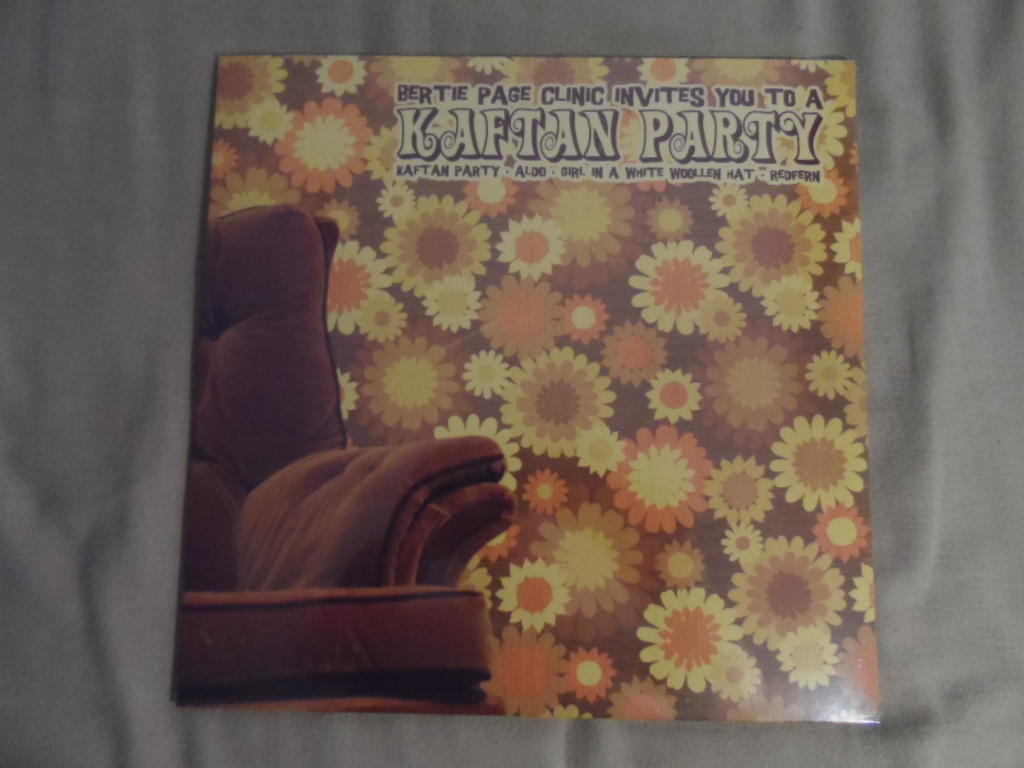 BERTIE PAGE CLINIC INVITES YOU TO A
KAFTAN PARTY
KAFTAN PARTY · ALDO · GIRL IN A WHITE WOOLLEN HAT · REDFERN